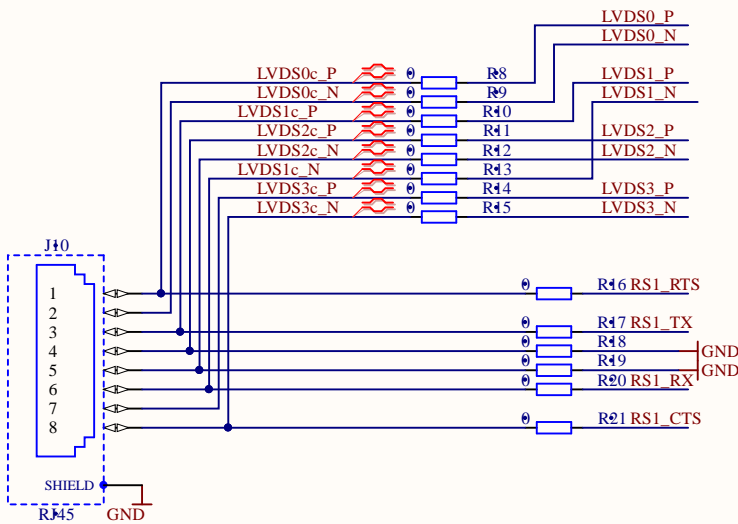 LVDS0_P
LVDS0_N
LVDS0c_P 0 R8
LVDS0c_N 0 R9 LVDS1_P
LVDS1c_P 0 R10 LVDS1_N
LVDS2c_P 0 R11 LVDS2_P
LVDS2c_N 0 R12 LVDS2_N
LVDS1c_N 0 R13
LVDS3c_P 0 R14 LVDS3_P
LVDS3c_N 0 R15 LVDS3_N
J10
1 0 R16 RS1_RTS
2
3 0 R17 RS1_TX
4 0 R18 GND
5 0 R19 GND
6 0 R20 RS1_RX
7
8 0 R21 RS1_CTS
SHIELD
RJ45 GND